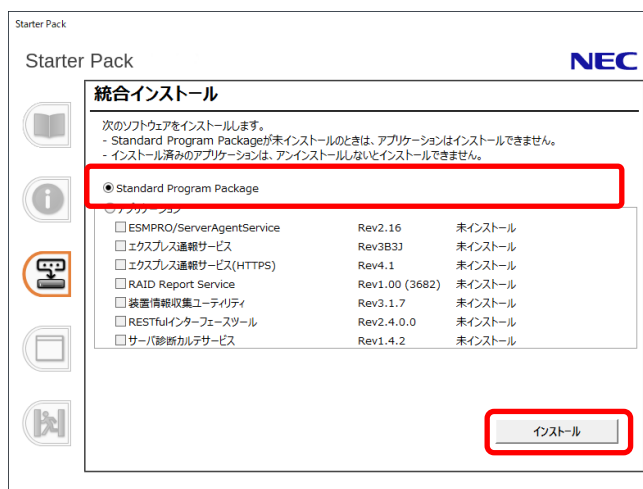 Starter Pack
Starter Pack
NEC
統合インストール
次のソフトウェアをインストールします。
- Standard Program Packageが未インストールのときは、アプリケーションはインストールできません。
- インストール済みのアプリケーションは、アンインストールしないとインストールできません。
Standard Program Package
アプリケーション
ESMPRO/ServerAgentService Rev2.16 未インストール
エクスプレス通報サービス Rev3B3J 未インストール
エクスプレス通報サービス(HTTPS) Rev4.1 未インストール
RAID Report Service Rev1.00 (3682) 未インストール
装置情報収集ユーティリティ Rev3.1.7 未インストール
RESTfulインターフェースツール Rev2.4.0.0 未インストール
サーバ診断カルテサービス Rev1.4.2 未インストール
インストール